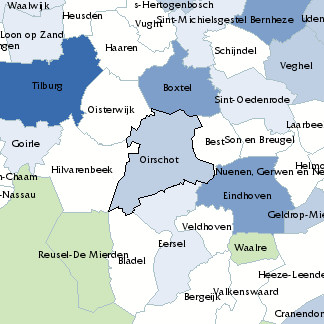 Waalwijk
s-Hertogenbosch
Heusden
Vught
Sint-Michielsgestel
Bernheze
Uden
Loon op Zand
gen
Haaren
Schijndel
Veghel
Tilburg
Boxtel
Sint-Oedenrode
Oisterwijk
Laarbee
Goirle
Best
Son en Breugel
Oirschot
Hilvarenbeek
Helmo
n-Chaam
Nuenen, Gerwen en Ne
-Nassau
Eindhoven
Geldrop-Mie
Veldhoven
Eersel
Waalre
Reusel-De Mierden
Bladel
Heeze-Leende
Valkenswaard
Bergeijk
Cranendon